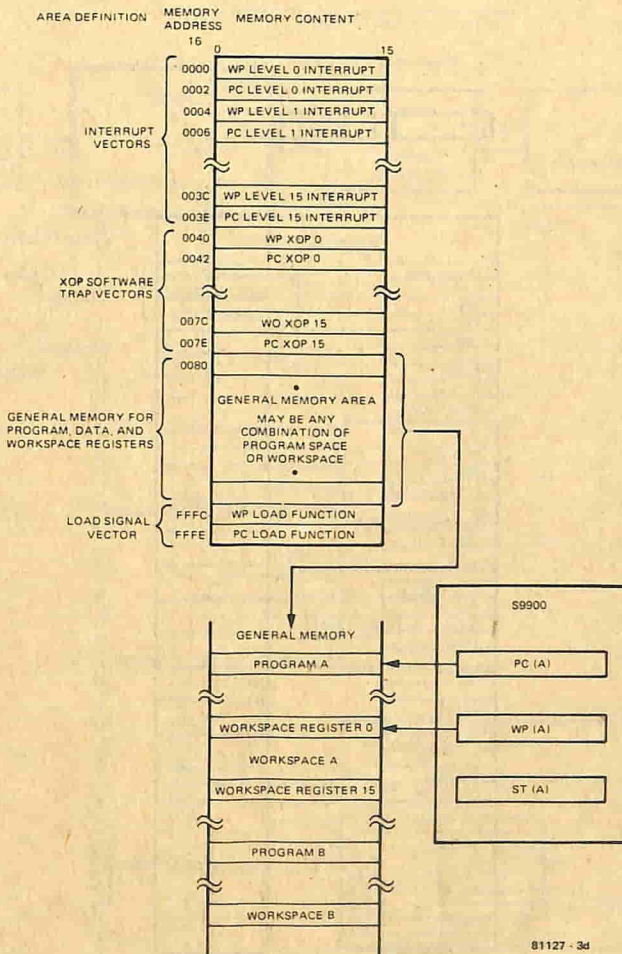 AREA DEFINITION
MEMORY
ADDRESS
16
MEMORY CONTENT
0 15
0000 WP LEVEL 0 INTERRUPT
0002 PC LEVEL 0 INTERRUPT
0004 WP LEVEL 1 INTERRUPT
0006 PC LEVEL 1 INTERRUPT
INTERRUPT
VECTORS
003C WP LEVEL 15 INTERRUPT
003E PC LEVEL 15 INTERRUPT
0040 WP XOP 0
0042 PC XOP 0
XOP SOFTWARE
TRAP VECTORS
007C WO XOP 15
007E PC XOP 15
0080
GENERAL MEMORY FOR
PROGRAM, DATA, AND
WORKSPACE REGISTERS
GENERAL MEMORY AREA
MAY BE ANY
COMBINATION OF
PROGRAM SPACE
OR WORKSPACE
LOAD SIGNAL
VECTOR
FFFC WP LOAD FUNCTION
FFFE PC LOAD FUNCTION
GENERAL MEMORY
PROGRAM A
WORKSPACE REGISTER 0
WORKSPACE A
WORKSPACE REGISTER 15
PROGRAM B
WORKSPACE B
S9900
PC (A)
WP (A)
ST (A)
81127 - 3d